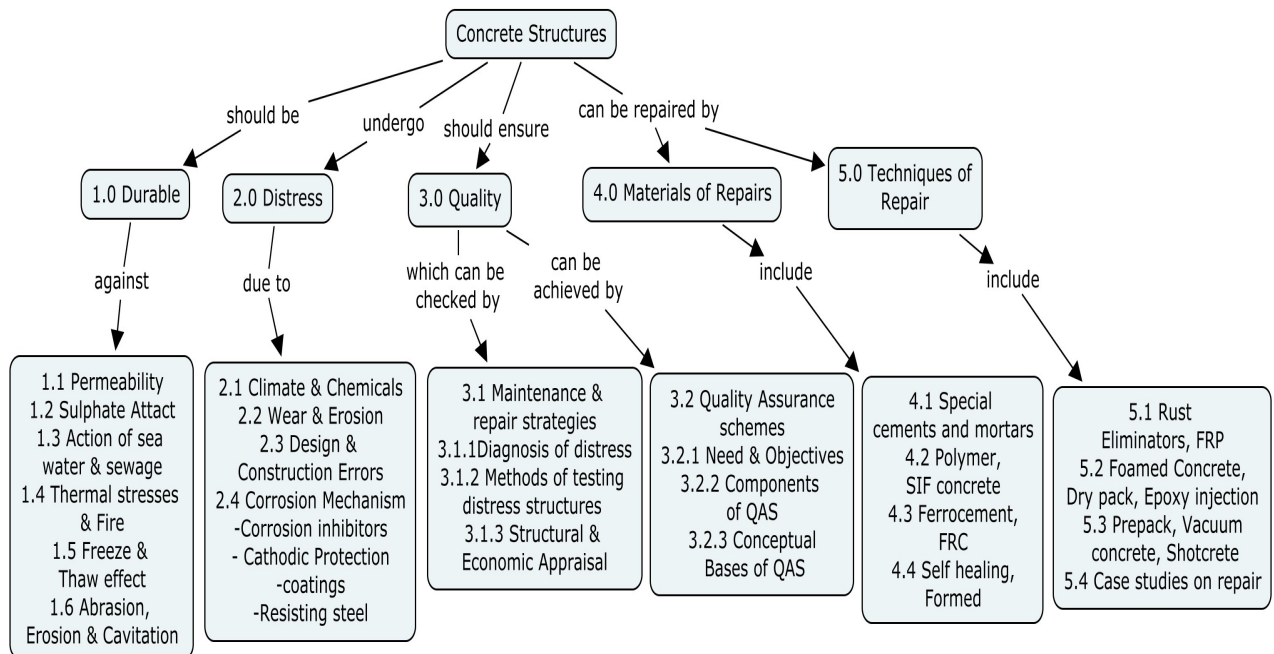 Concrete Structures
should be
undergo
should ensure
can be repaired by
1.0 Durable
2.0 Distress
3.0 Quality
4.0 Materials of Repairs
5.0 Techniques of
Repair
against
due to
which can be
checked by
can be
achieved by
include
include
1.1 Permeability
1.2 Sulphate Attact
1.3 Action of sea
water & sewage
1.4 Thermal stresses
& Fire
1.5 Freeze &
Thaw effect
1.6 Abrasion,
Erosion & Cavitation
2.1 Climate & Chemicals
2.2 Wear & Erosion
2.3 Design &
Construction Errors
2.4 Corrosion Mechanism
-Corrosion inhibitors
- Cathodic Protection
-coatings
-Resisting steel
3.1 Maintenance &
repair strategies
3.1.1Diagnosis of distress
3.1.2 Methods of testing
distress structures
3.1.3 Structural &
Economic Appraisal
3.2 Quality Assurance
schemes
3.2.1 Need & Objectives
3.2.2 Components
of QAS
3.2.3 Conceptual
Bases of QAS
4.1 Special
cements and mortars
4.2 Polymer,
SIF concrete
4.3 Ferrocement,
FRC
4.4 Self healing,
Formed
5.1 Rust
Eliminators, FRP
5.2 Foamed Concrete,
Dry pack, Epoxy injection
5.3 Prepack, Vacuum
concrete, Shotcrete
5.4 Case studies on repair